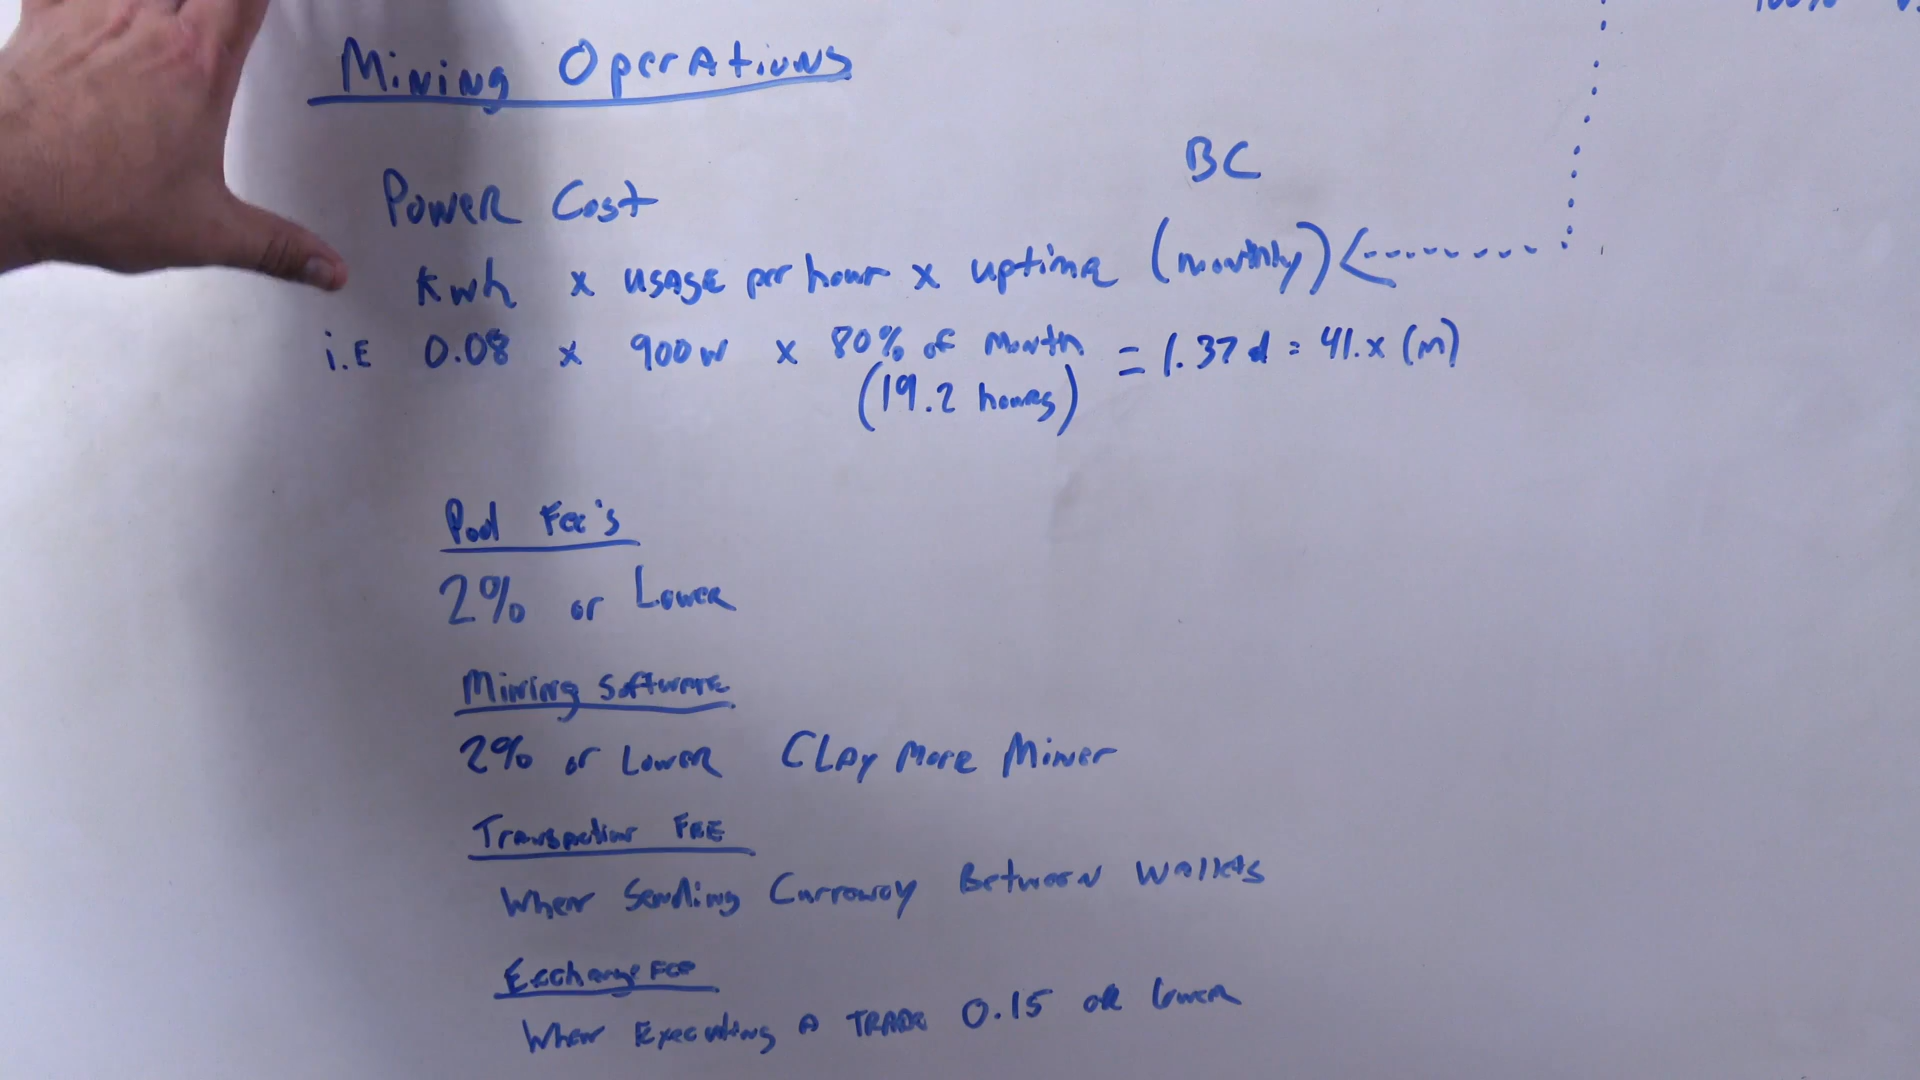 100%
Mining Operations
BC
Power Cost
Kwh x usage per hour x uptime (monthly)
i.E 0.08 x 900w x 80% of Month = 1.37 d = 41.x (m)
(19.2 hours)
Pool Fee's
2% or Lower
Mining Software
2% or Lower Claymore Miner
Transaction Fee
When Sending Currency Between Wallets
Exchange Fee
When Executing A Trade 0.15 or lower